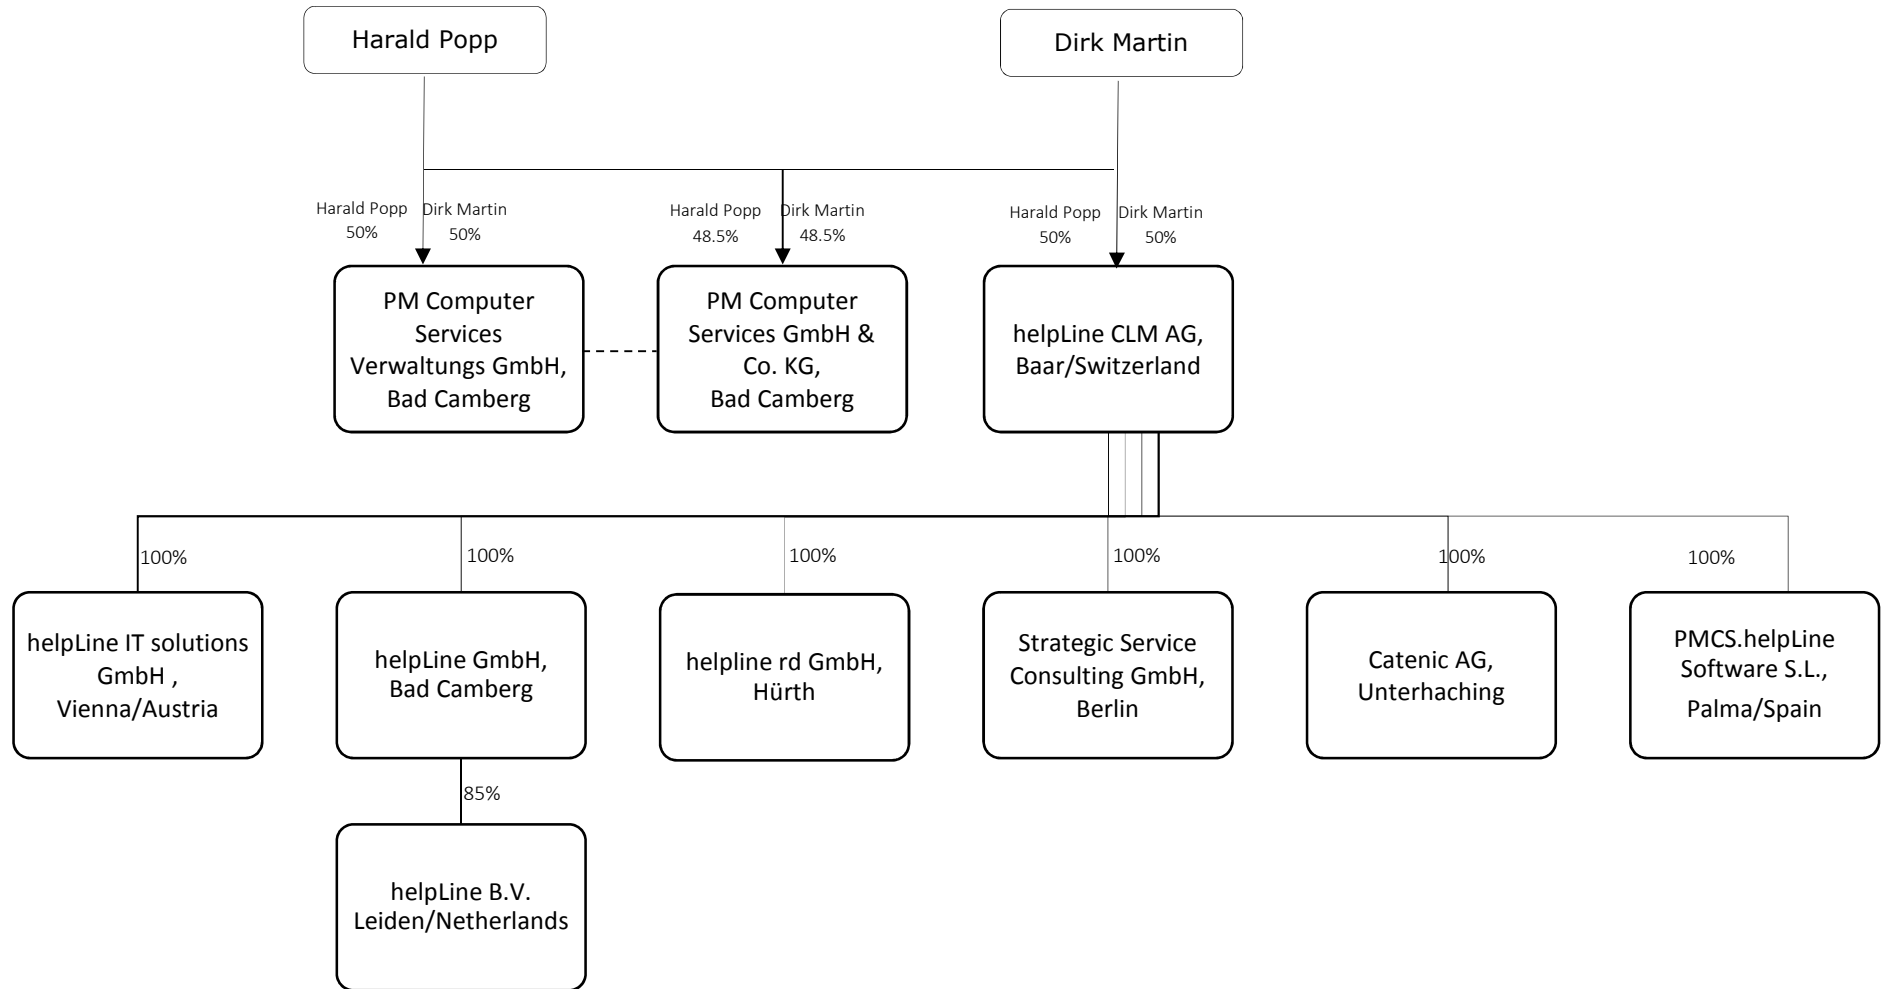 Harald Popp
Dirk Martin
Harald Popp
50%
Dirk Martin
50%
Harald Popp
48.5%
Dirk Martin
48.5%
Harald Popp
50%
Dirk Martin
50%
PM Computer
Services
Verwaltungs GmbH,
Bad Camberg
PM Computer
Services GmbH &
Co. KG,
Bad Camberg
helpLine CLM AG,
Baar/Switzerland
100%
100%
100%
100%
100%
100%
helpLine IT solutions
GmbH ,
Vienna/Austria
helpLine GmbH,
Bad Camberg
helpline rd GmbH,
Hürth
Strategic Service
Consulting GmbH,
Berlin
Catenic AG,
Unterhaching
PMCS.helpLine
Software S.L.,
Palma/Spain
85%
helpLine B.V.
Leiden/Netherlands